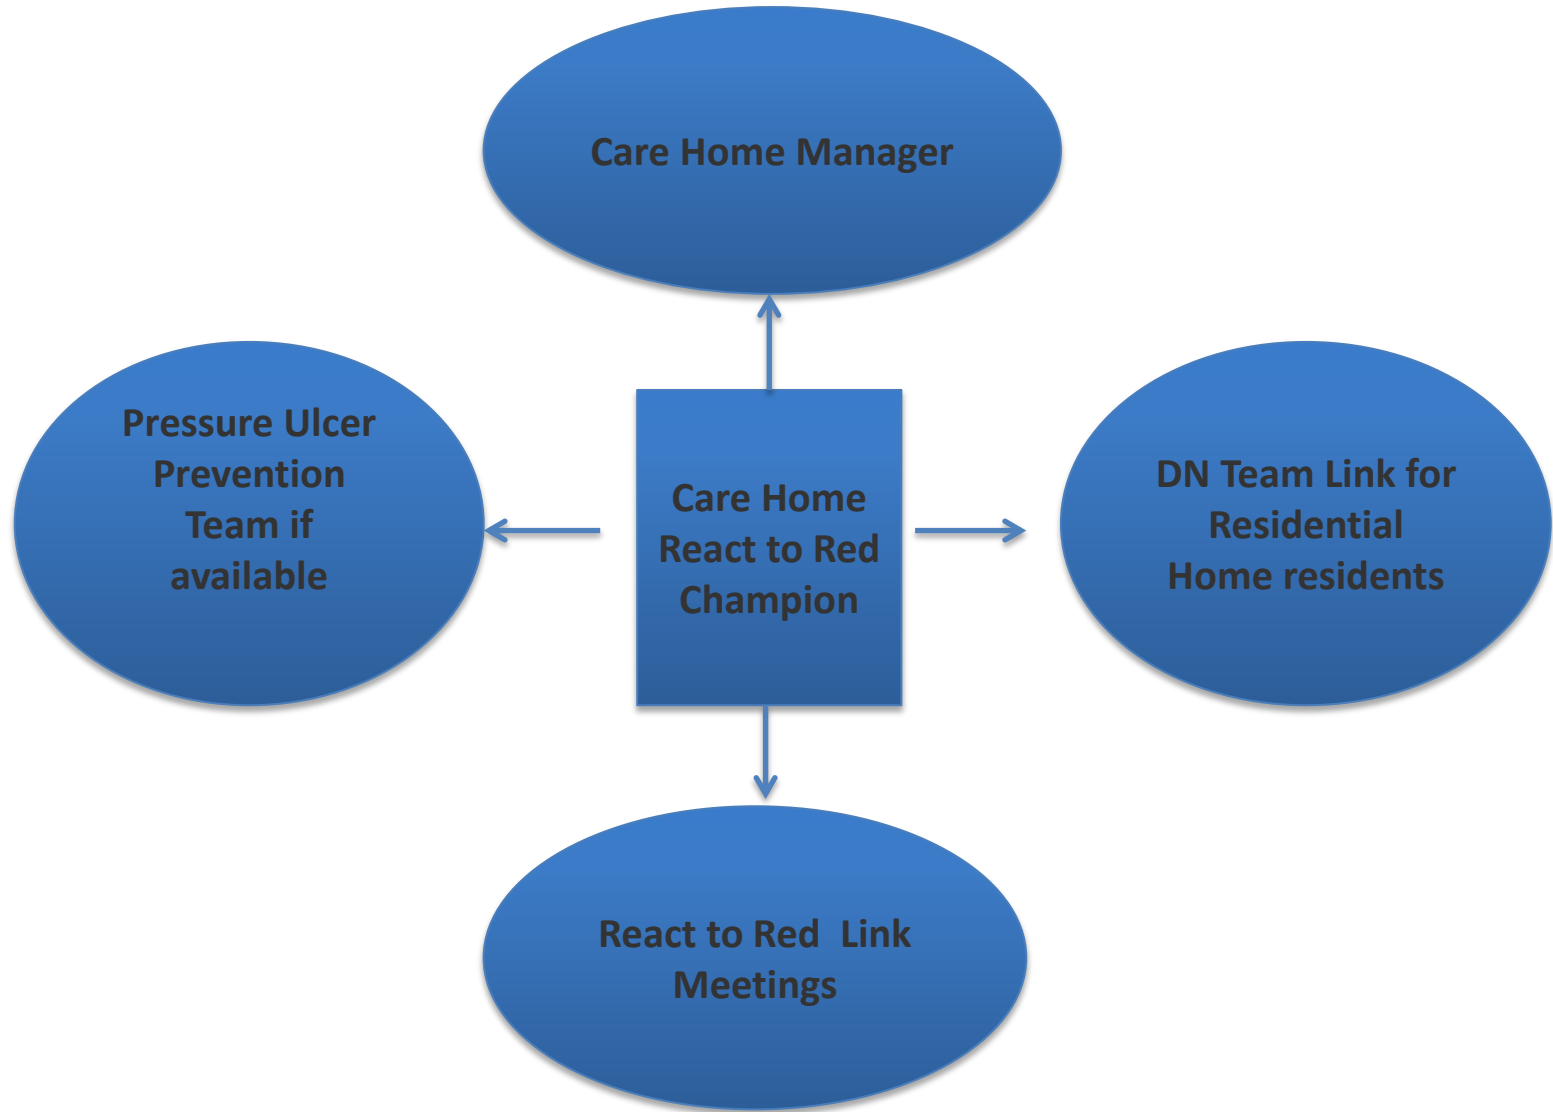 Care Home Manager
Pressure Ulcer
Prevention
Team if
available
Care Home
React to Red
Champion
DN Team Link for
Residential
Home residents
React to Red  Link
Meetings